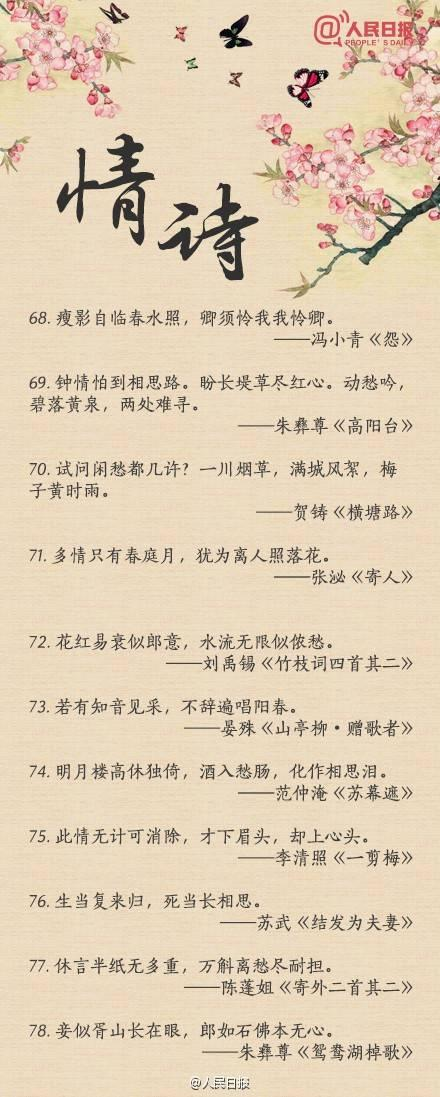 @人民日报
PEOPLE'S DAILY
情诗
68. 瘦影自临春水照，卿须怜我我怜卿。
——冯小青《怨》
69. 钟情怕到相思路。盼长堤草尽红心。动愁吟，
碧落黄泉，两处难寻。
——朱彝尊《高阳台》
70. 试问闲愁都几许？一川烟草，满城风絮，梅
子黄时雨。
——贺铸《横塘路》
71. 多情只有春庭月，犹为离人照落花。
——张泌《寄人》
72. 花红易衰似郎意，水流无限似侬愁。
——刘禹锡《竹枝词四首其二》
73. 若有知音见采，不辞遍唱阳春。
——晏殊《山亭柳·赠歌者》
74. 明月楼高休独倚，酒入愁肠，化作相思泪。
——范仲淹《苏幕遮》
75. 此情无计可消除，才下眉头，却上心头。
——李清照《一剪梅》
76. 生当复来归，死当长相思。
——苏武《结发为夫妻》
77. 休言半纸无多重，万斛离愁尽耐担。
——陈蓬姐《寄外二首其二》
78. 妾似胥山长在眼，郎如石佛本无心。
——朱彝尊《鸳鸯湖棹歌》
@人民日报